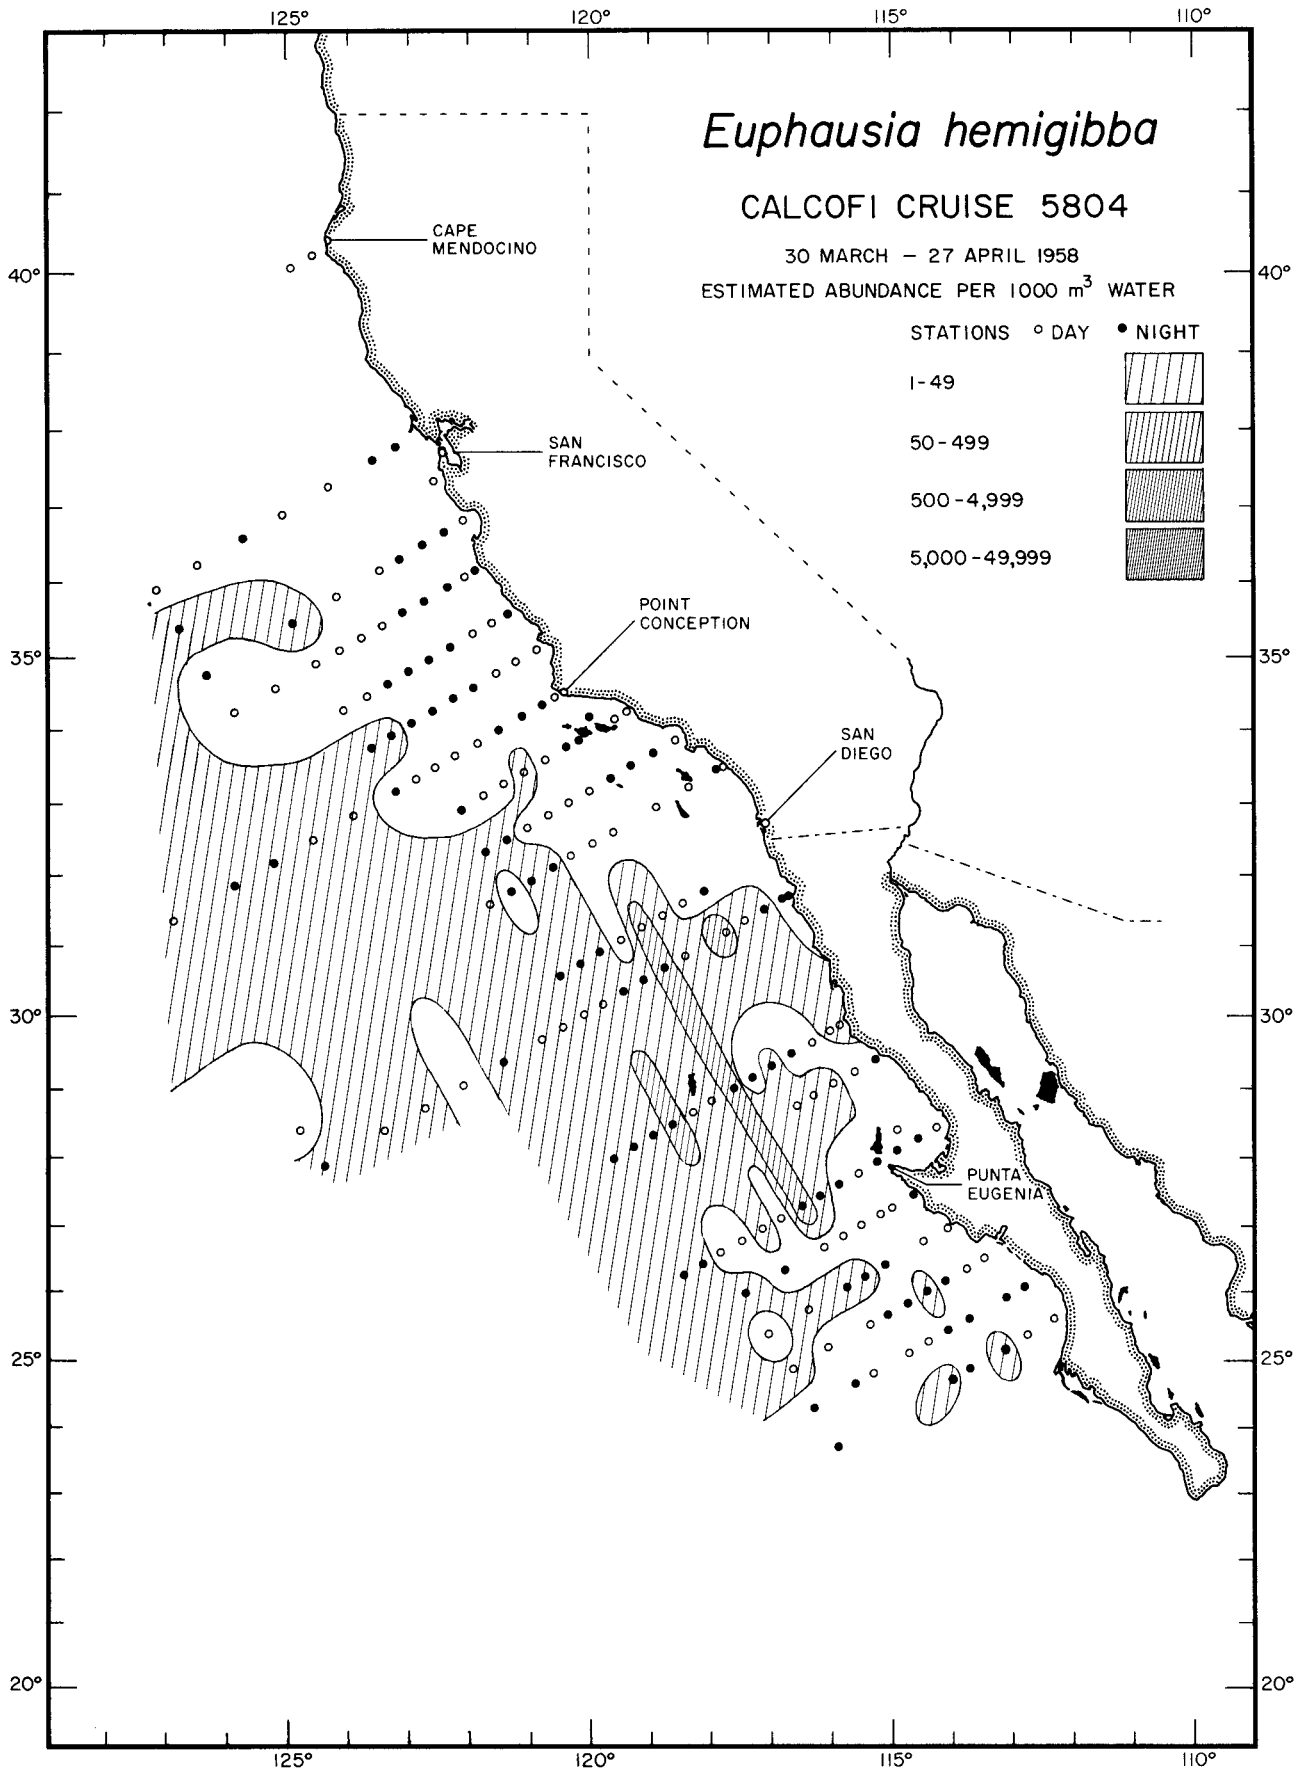 125° 120° 115° 110°
Euphausia hemigibba
CALCOFI CRUISE 5804
30 MARCH – 27 APRIL 1958
ESTIMATED ABUNDANCE PER 1000 m³ WATER
STATIONS ○ DAY ● NIGHT
1-49
50-499
500-4,999
5,000-49,999
CAPE
MENDOCINO
40° 40°
SAN
FRANCISCO
POINT
CONCEPTION
35° 35°
SAN
DIEGO
30° 30°
PUNTA
EUGENIA
25° 25°
20° 20°
125° 120° 115° 110°